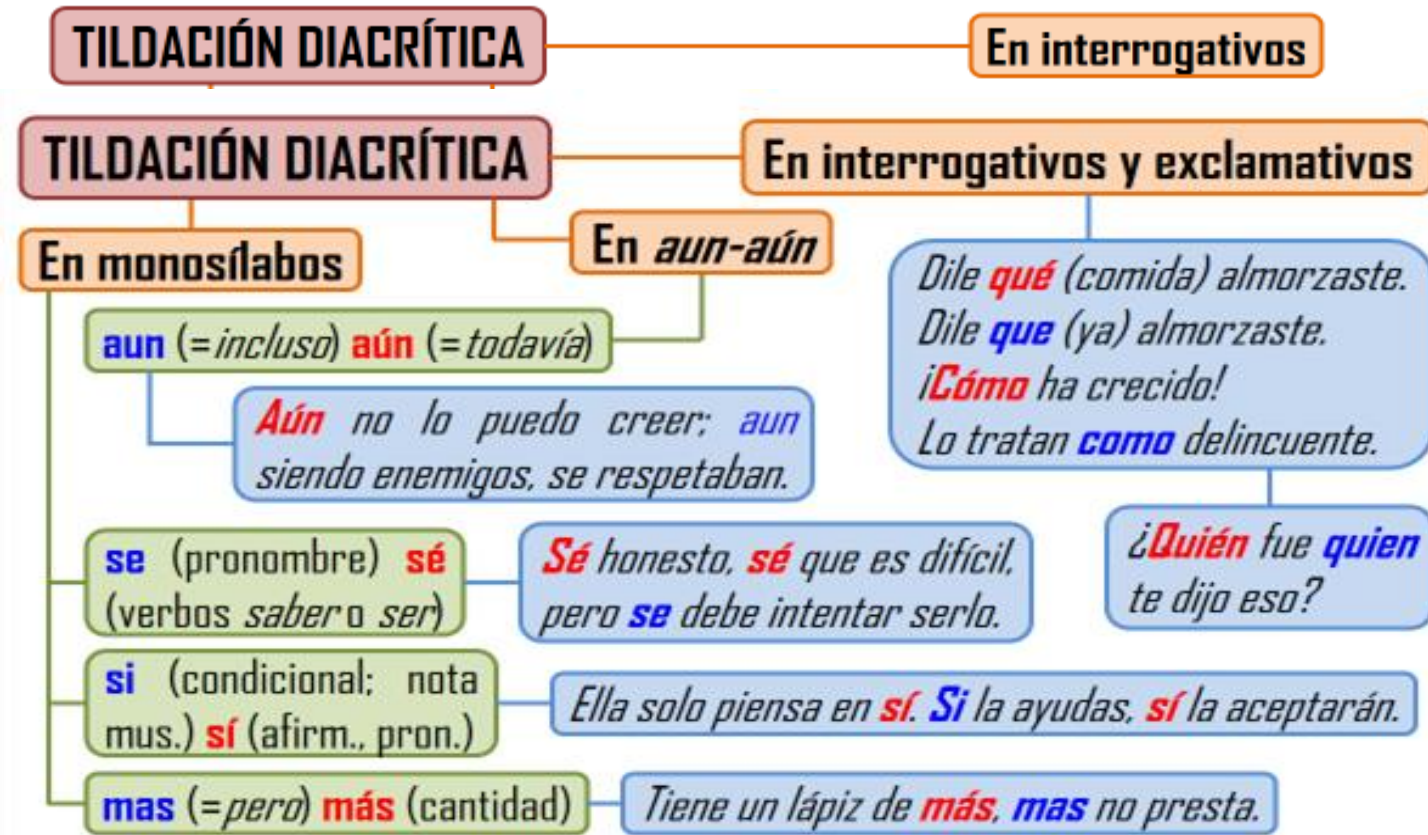 TILDACIÓN DIACRÍTICA
En interrogativos
TILDACIÓN DIACRÍTICA
En interrogativos y exclamativos
En monosílabos
En aun-aún
aun (=incluso) aún (=todavía)
Aún no lo puedo creer; aun
siendo enemigos, se respetaban.
Dile qué (comida) almorzaste.
Dile que (ya) almorzaste.
¡Cómo ha crecido!
Lo tratan como delincuente.
¿Quién fue quien
te dijo eso?
se (pronombre) sé
(verbos saber o ser)
Sé honesto, sé que es difícil,
pero se debe intentar serlo.
si (condicional; nota
mus.) sí (afirm., pron.)
Ella solo piensa en sí. Si la ayudas, sí la aceptarán.
mas (=pero) más (cantidad)
Tiene un lápiz de más, mas no presta.